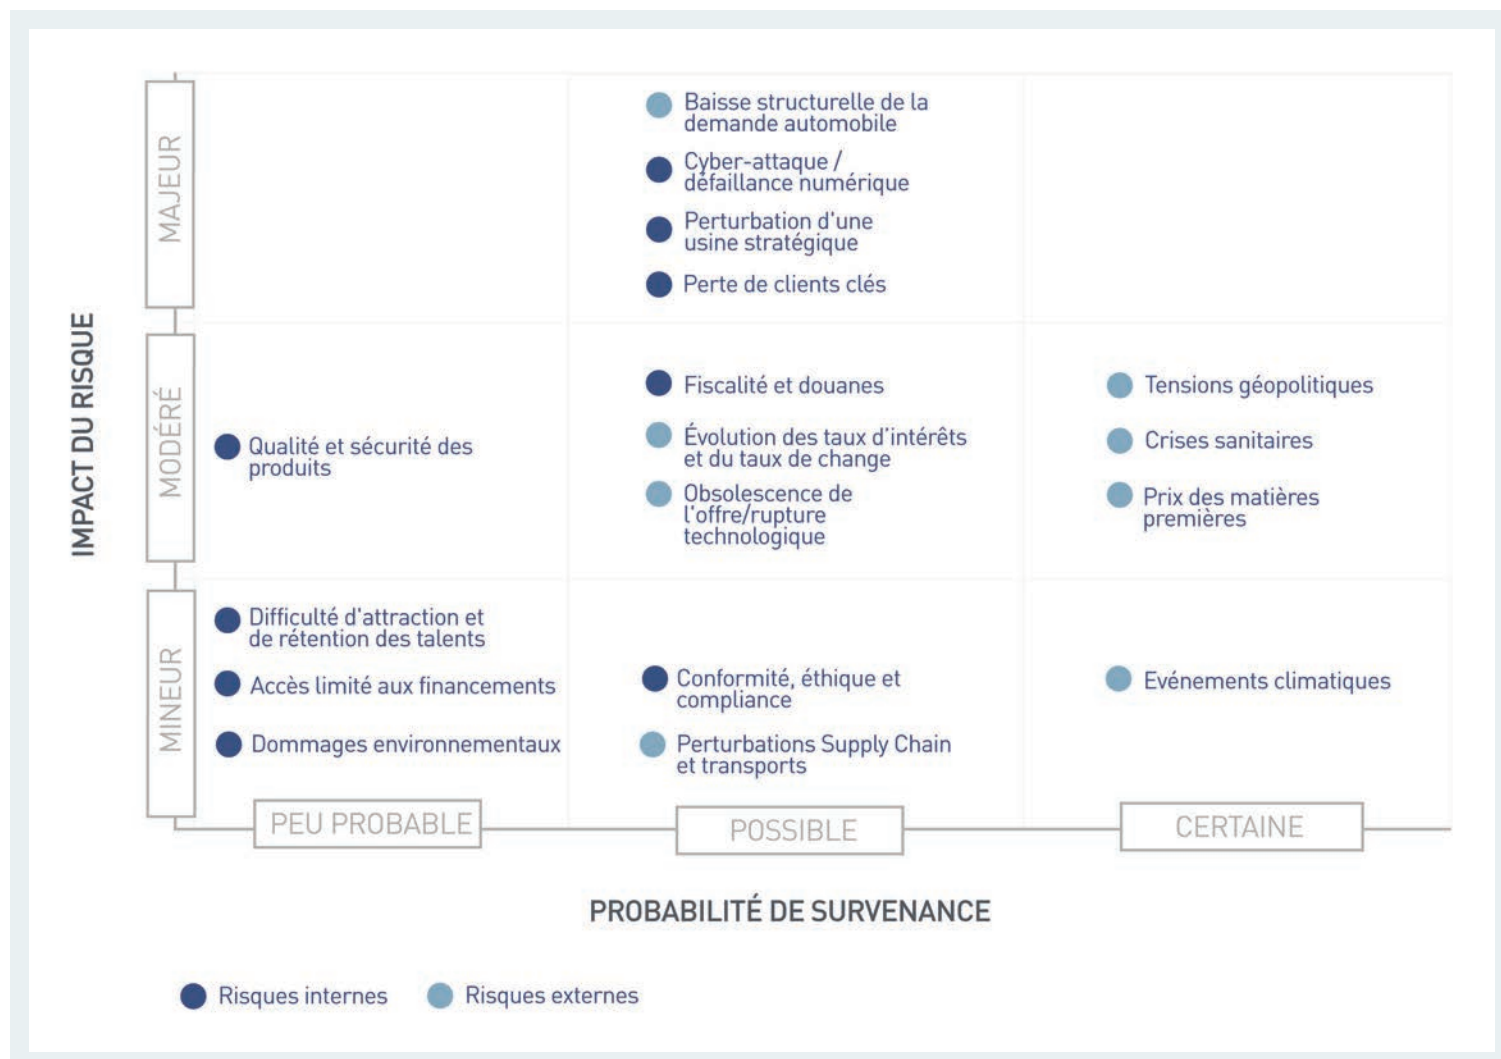 IMPACT DU RISQUE
MAJEUR
Baisse structurelle de la
demande automobile
Cyber-attaque /
défaillance numérique
Perturbation d'une
usine stratégique
Perte de clients clés
MODÉRÉ
Qualité et sécurité des
produits
Fiscalité et douanes
Évolution des taux d'intérêts
et du taux de change
Obsolescence de
l'offre/rupture
technologique
Tensions géopolitiques
Crises sanitaires
Prix des matières
premières
MINEUR
Difficulté d'attraction et
de rétention des talents
Accès limité aux financements
Dommages environnementaux
Conformité, éthique et
compliance
Perturbations Supply Chain
et transports
Evénements climatiques
PEU PROBABLE
POSSIBLE
CERTAINE
PROBABILITÉ DE SURVENANCE
Risques internes
Risques externes